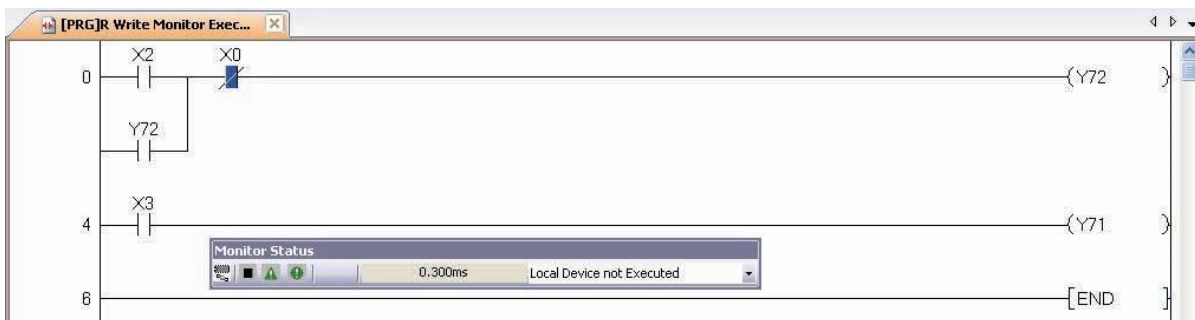 [PRG]R Write Monitor Exec...
X2 X0
0 Y72
Y72
X3
4 Y71
Monitor Status
0.300ms Local Device not Executed
6 END